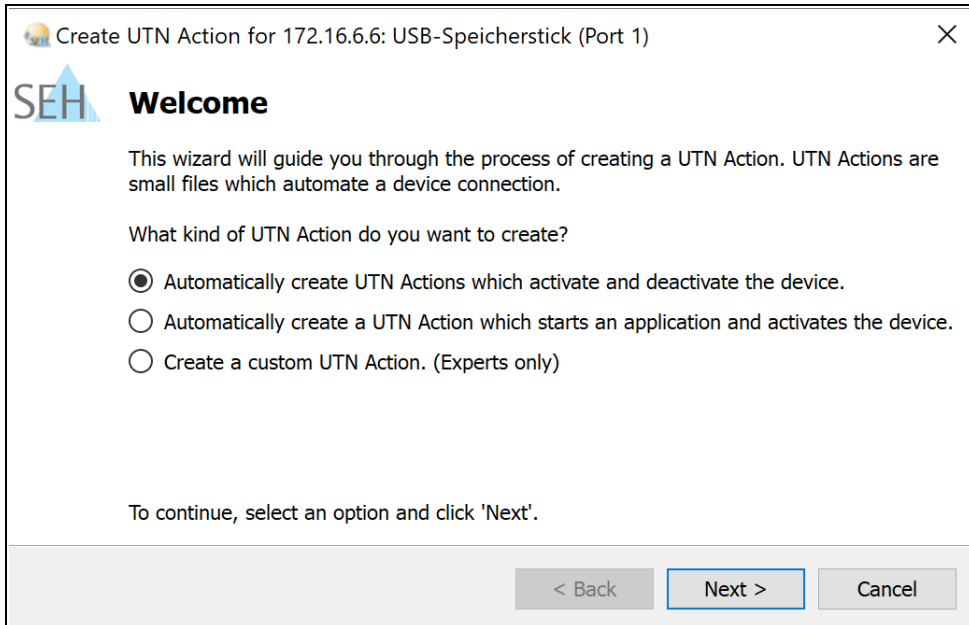 Create UTN Action for 172.16.6.6: USB-Speicherstick (Port 1)
SEH
Welcome
This wizard will guide you through the process of creating a UTN Action. UTN Actions are
small files which automate a device connection.
What kind of UTN Action do you want to create?
Automatically create UTN Actions which activate and deactivate the device.
Automatically create a UTN Action which starts an application and activates the device.
Create a custom UTN Action. (Experts only)
To continue, select an option and click 'Next'.
< Back
Next >
Cancel